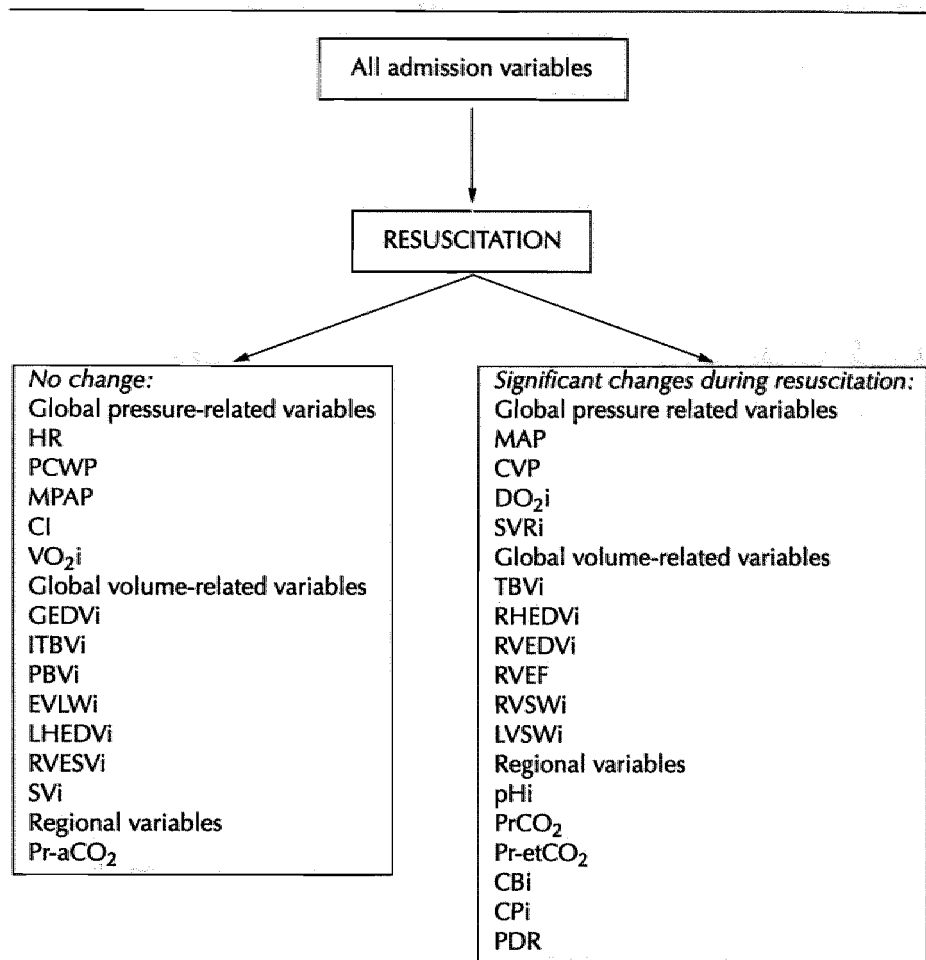 All admission variables
RESUSCITATION
No change:
Global pressure-related variables
HR
PCWP
MPAP
CI
VO₂i
Global volume-related variables
GEDVi
ITBVi
PBVi
EVLWi
LHEDVi
RVESVi
SVi
Regional variables
Pr-aCO₂
Significant changes during resuscitation:
Global pressure related variables
MAP
CVP
DO₂i
SVRi
Global volume-related variables
TBVi
RHEDVi
RVEDVi
RVEF
RVSWi
LVSWi
Regional variables
pHi
PrCO₂
Pr-etCO₂
CBi
CPi
PDR